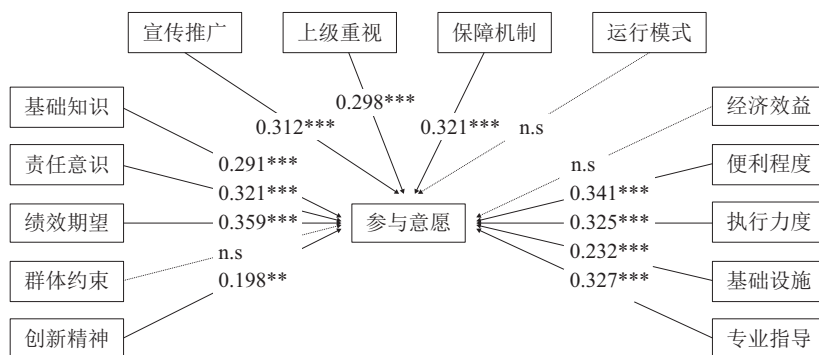 宣传推广 上级重视 保障机制 运行模式
0.298***
基础知识 经济效益
0.312*** 0.321*** n.s
0.291*** n.s
责任意识 便利程度
0.321*** 0.341***
绩效期望 0.359*** 参与意愿 0.325*** 执行力度
n.s 0.232***
群体约束 基础设施
0.198** 0.327***
创新精神 专业指导